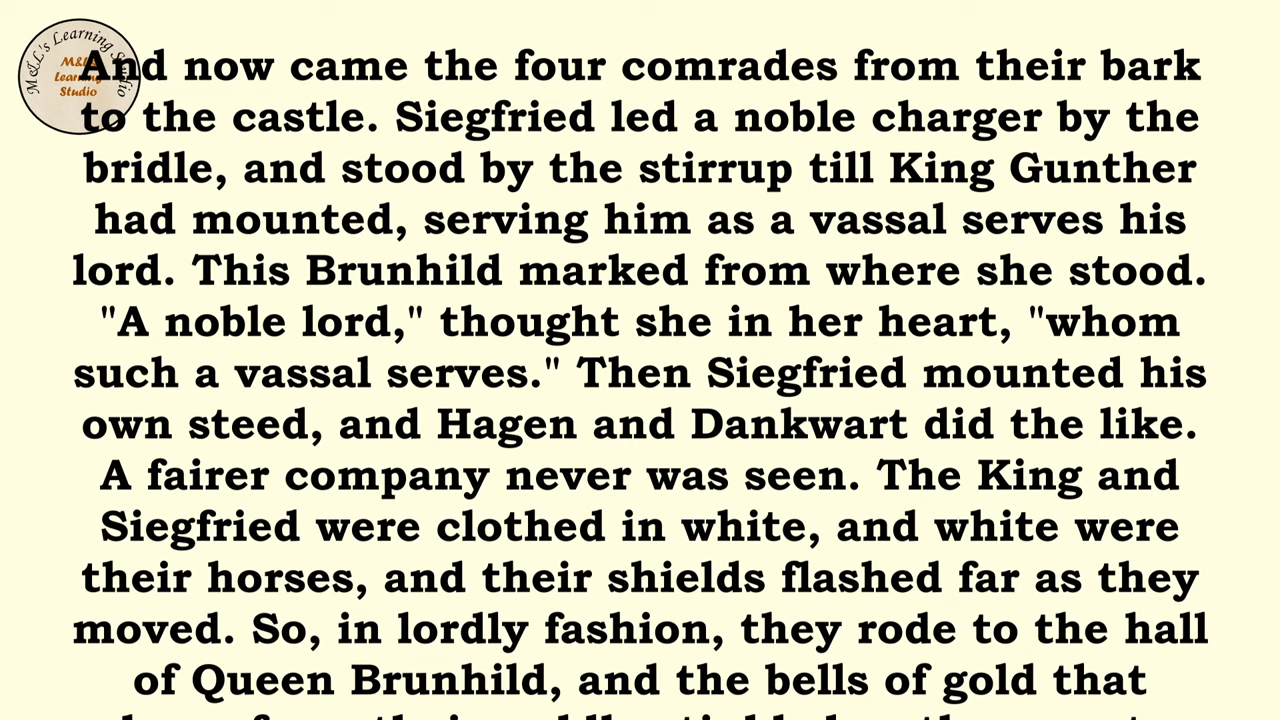 M&L's Learning Studio
M&L's
Learning
Studio
And now came the four comrades from their bark
to the castle. Siegfried led a noble charger by the
bridle, and stood by the stirrup till King Gunther
had mounted, serving him as a vassal serves his
lord. This Brunhild marked from where she stood.
"A noble lord," thought she in her heart, "whom
such a vassal serves." Then Siegfried mounted his
own steed, and Hagen and Dankwart did the like.
A fairer company never was seen. The King and
Siegfried were clothed in white, and white were
their horses, and their shields flashed far as they
moved. So, in lordly fashion, they rode to the hall
of Queen Brunhild, and the bells of gold that